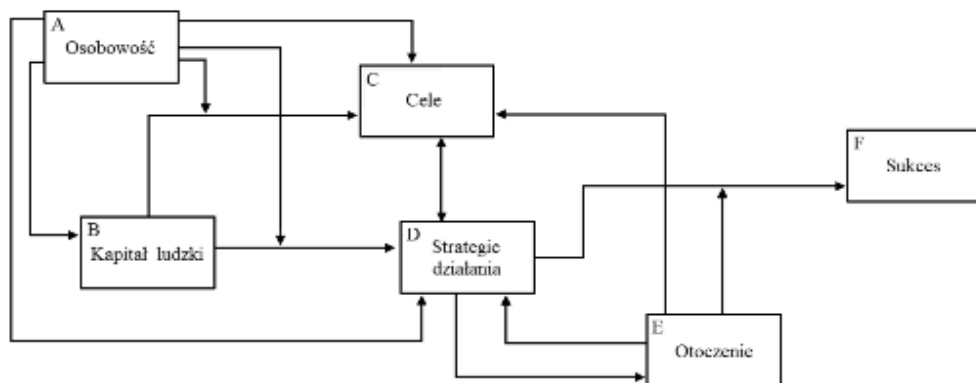 A
Osobowość
C
Cele
F
Sukces
B
Kapitał ludzki
D
Strategie
działania
E
Otoczenie